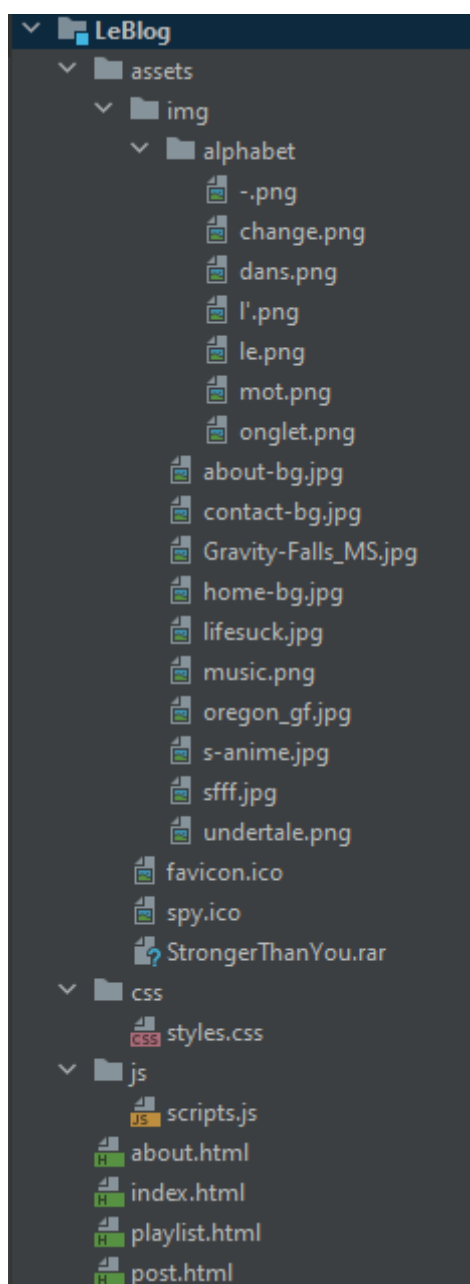 LeBlog
assets
img
alphabet
-.png
change.png
dans.png
l'.png
le.png
mot.png
onglet.png
about-bg.jpg
contact-bg.jpg
Gravity-Falls_MS.jpg
home-bg.jpg
lifesuck.jpg
music.png
oregon_gf.jpg
s-anime.jpg
sfff.jpg
undertale.png
favicon.ico
spy.ico
StrongerThanYou.rar
css
CSS styles.css
js
JS scripts.js
H about.html
H index.html
H playlist.html
H post.html